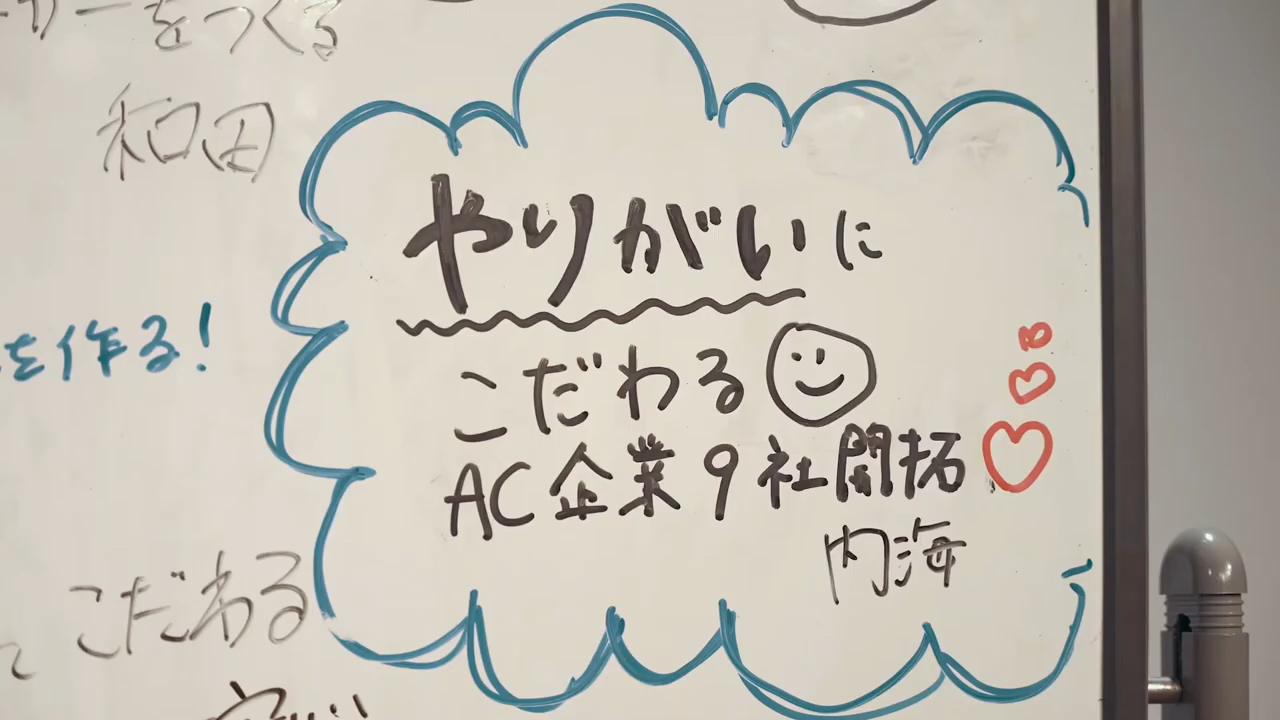 ーをつくる
和田
やりがいに
を作る!
こだわる
AC企業9社開拓
内海
こだわる